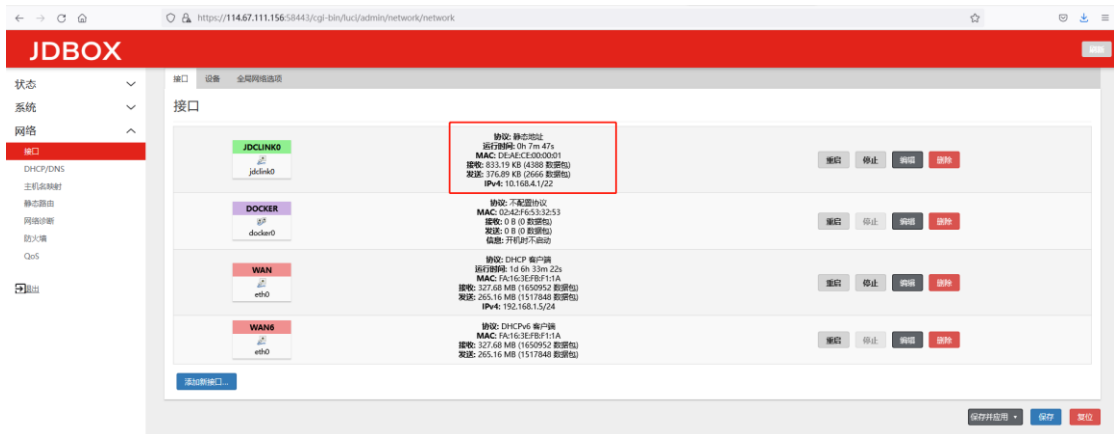 https://114.67.111.156:58443/cgi-bin/luci/admin/network/network
JDBOX
刷新
状态
系统
网络
接口
DHCP/DNS
主机名映射
静态路由
网络诊断
防火墙
QoS
退出
接口 设备 全局网络选项
接口
JDCLINK0
jdclink0
协议: 静态地址
运行时间: 0h 7m 47s
MAC: DE:AE:CE:00:00:01
接收: 833.19 KB (4388 数据包)
发送: 376.89 KB (2666 数据包)
IPv4: 10.168.4.1/22
重启 停止 编辑 删除
DOCKER
docker0
协议: 不配置协议
MAC: 02:42:F6:53:32:53
接收: 0 B (0 数据包)
发送: 0 B (0 数据包)
信息: 开机时不启动
重启 停止 编辑 删除
WAN
eth0
协议: DHCP 客户端
运行时间: 1d 6h 33m 22s
MAC: FA:16:3E:FB:F1:1A
接收: 327.68 MB (1650952 数据包)
发送: 265.16 MB (1517848 数据包)
IPv4: 192.168.1.5/24
重启 停止 编辑 删除
WAN6
eth0
协议: DHCPv6 客户端
MAC: FA:16:3E:FB:F1:1A
接收: 327.68 MB (1650952 数据包)
发送: 265.16 MB (1517848 数据包)
重启 停止 编辑 删除
添加新接口...
保存并应用 保存 复位